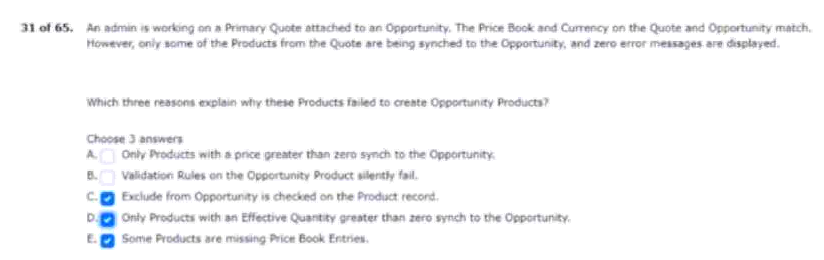 31 of 65. An admin is working on a Primary Quote attached to an Opportunity. The Price Book and Currency on the Quote and Opportunity match.
However, only some of the Products from the Quote are being synched to the Opportunity, and zero error messages are displayed.
Which three reasons explain why these Products failed to create Opportunity Products?
Choose 3 answers
A. Only Products with a price greater than zero synch to the Opportunity.
B. Validation Rules on the Opportunity Product silently fail.
C. Exclude from Opportunity is checked on the Product record.
D. Only Products with an Effective Quantity greater than zero synch to the Opportunity.
E. Some Products are missing Price Book Entries.